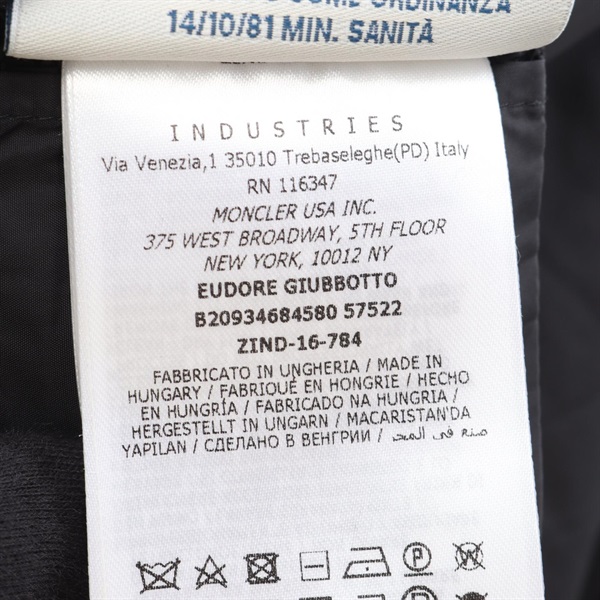 COME ORDINANZA
14/10/81 MIN. SANITÀ
INDUSTRIES
Via Venezia,1 35010 Trebaseleghe(PD) Italy
RN 116347
MONCLER USA INC.
375 WEST BROADWAY, 5TH FLOOR
NEW YORK, 10012 NY
EUDORE GIUBBOTTO
B20934684580 57522
ZIND-16-784
FABBRICATO IN UNGHERIA / MADE IN
HUNGARY / FABRIQUÉ EN HONGRIE / HECHO
EN HUNGRÍA / FABRICADO NA HUNGRIA /
HERGESTELLT IN UNGARN / MACARISTAN'DA
YAPILAN / СДЕЛАНО В ВЕНГРИИ / صنع في المجر
P W